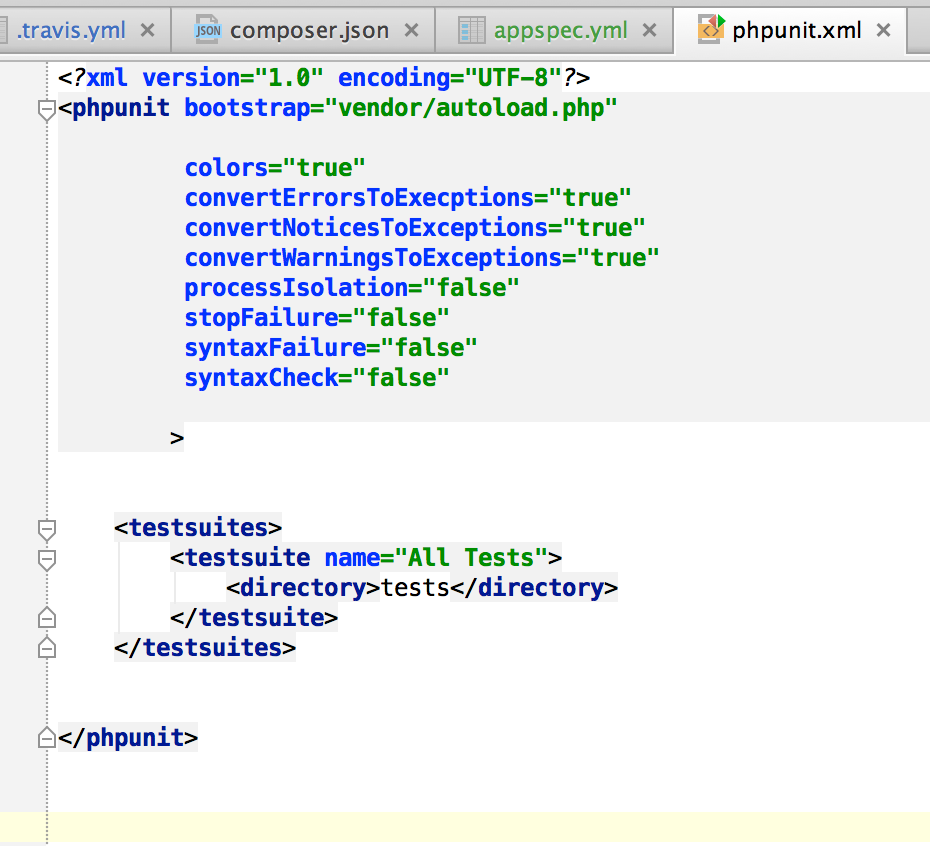 .travis.yml JSON composer.json appspec.yml phpunit.xml
<?xml version="1.0" encoding="UTF-8"?>
<phpunit bootstrap="vendor/autoload.php"
colors="true"
convertErrorsToExecptions="true"
convertNoticesToExceptions="true"
convertWarningsToExceptions="true"
processIsolation="false"
stopFailure="false"
syntaxFailure="false"
syntaxCheck="false"
>
<testsuites>
<testsuite name="All Tests">
<directory>tests</directory>
</testsuite>
</testsuites>
</phpunit>